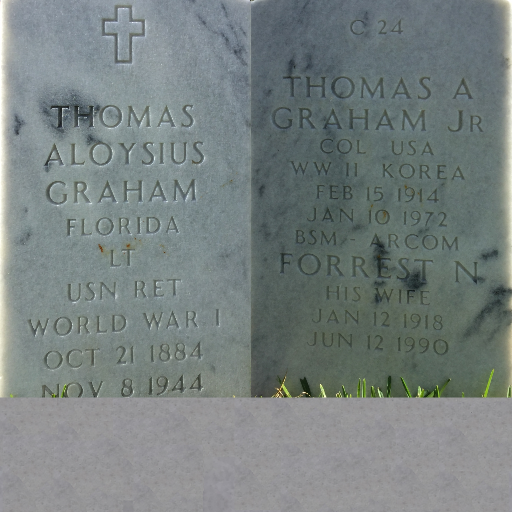 THOMAS
ALOYSIUS
GRAHAM
FLORIDA
LT
USN RET
WORLD WAR I
OCT 21 1884
NOV 8 1944
C 24
THOMAS A
GRAHAM JR
COL USA
WW II KOREA
FEB 15 1914
JAN 10 1972
BSM - ARCOM
FORREST N
HIS WIFE
JAN 12 1918
JUN 12 1990